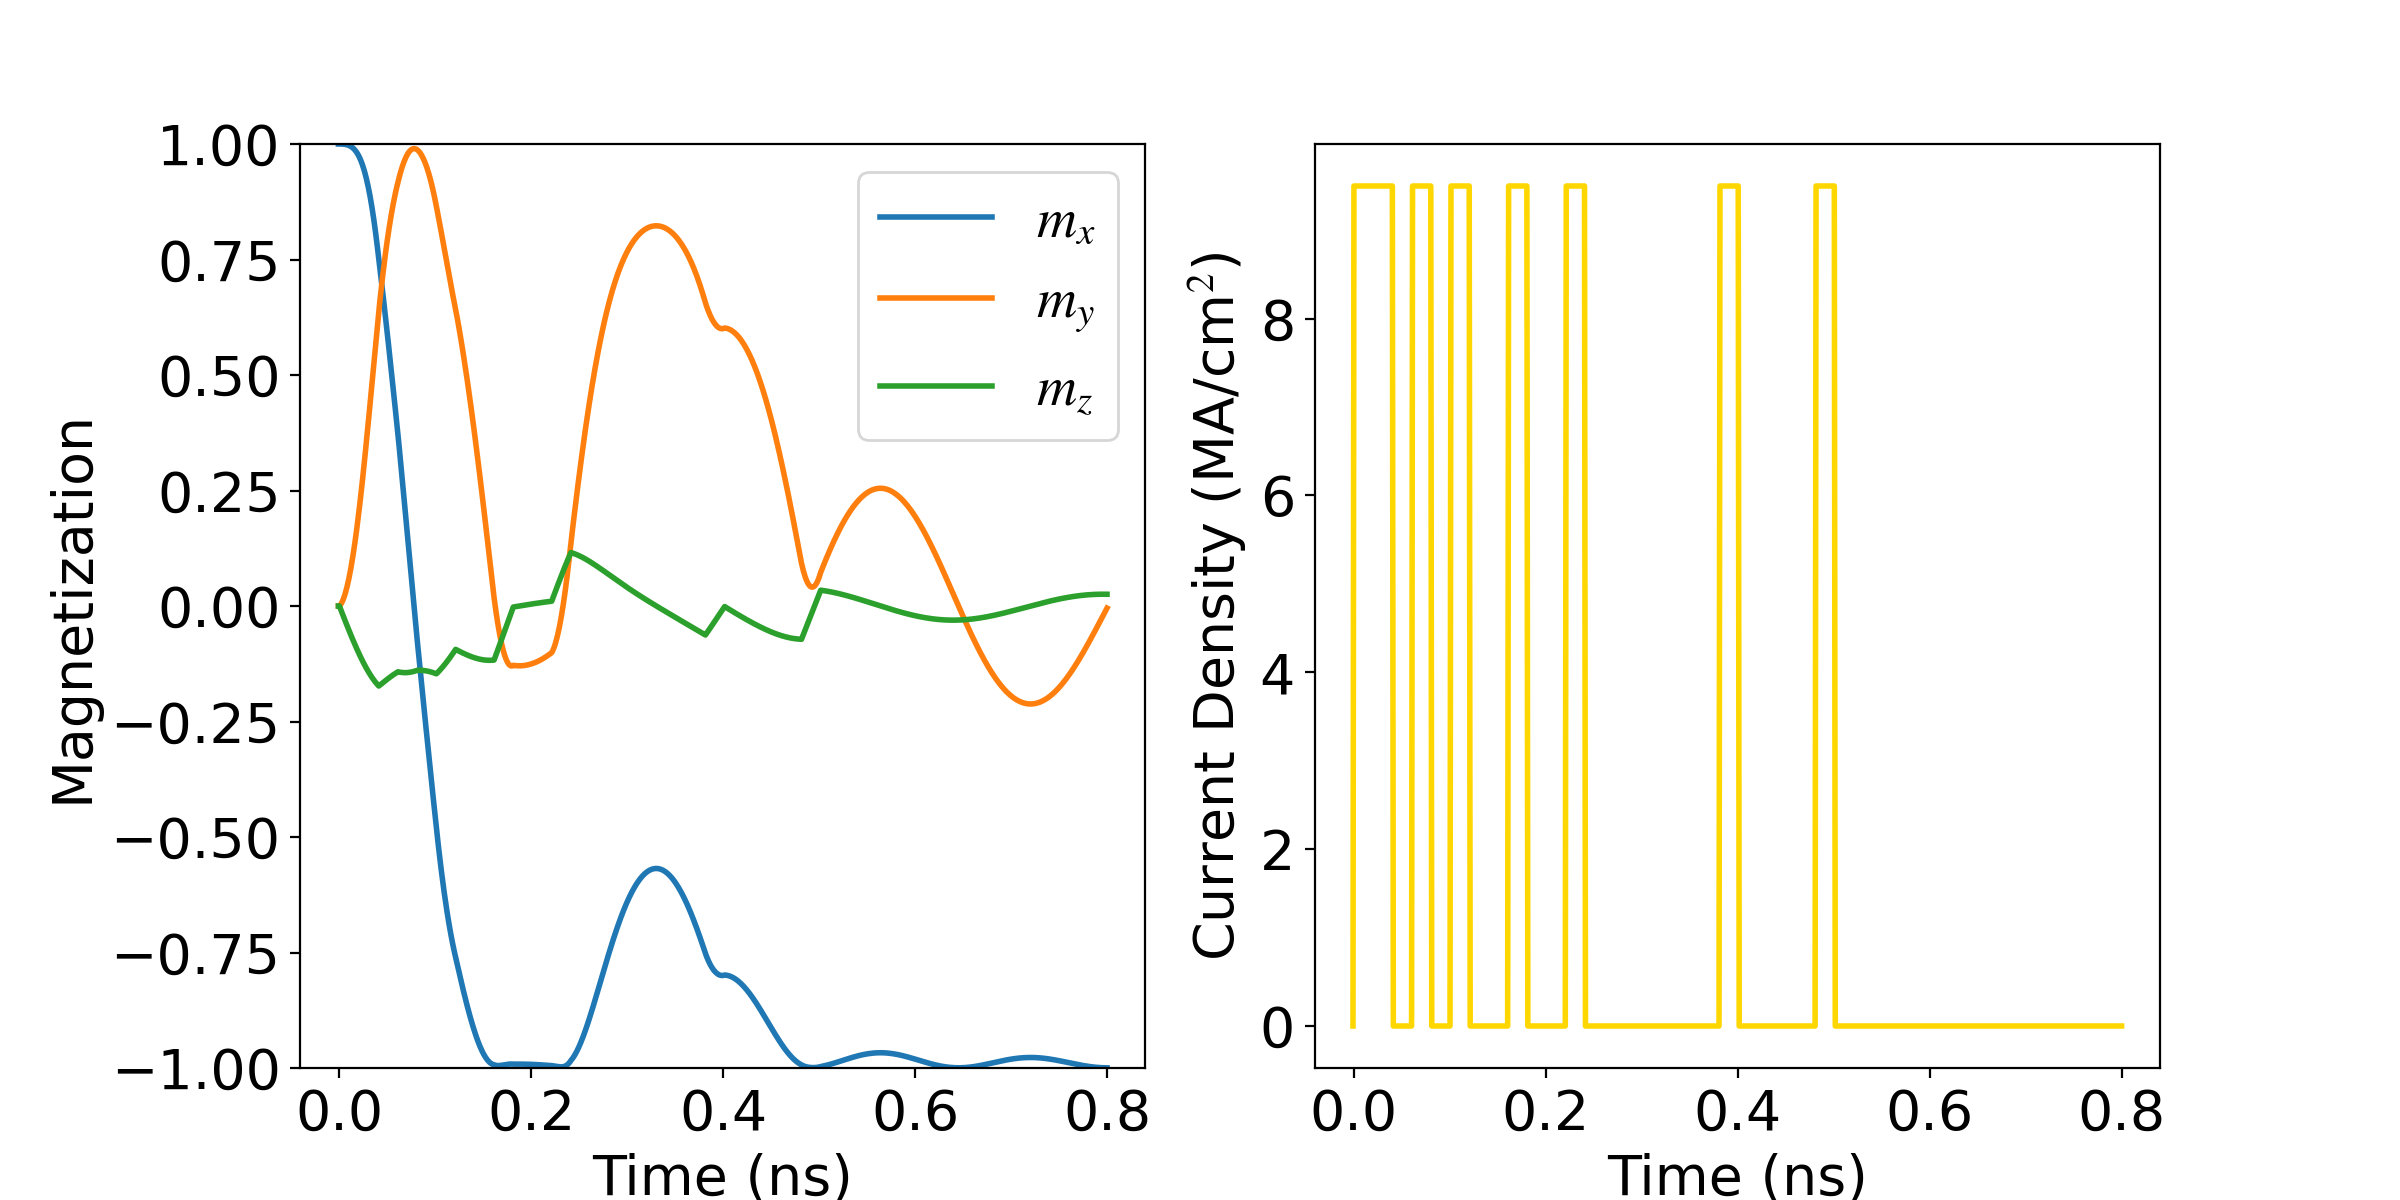 Magnetization
1.00
0.75
0.50
0.25
0.00
−0.25
−0.50
−0.75
−1.00
0.0 0.2 0.4 0.6 0.8
Time (ns)
m_x
m_y
m_z
Current Density (MA/cm²)
8
6
4
2
0
0.0 0.2 0.4 0.6 0.8
Time (ns)